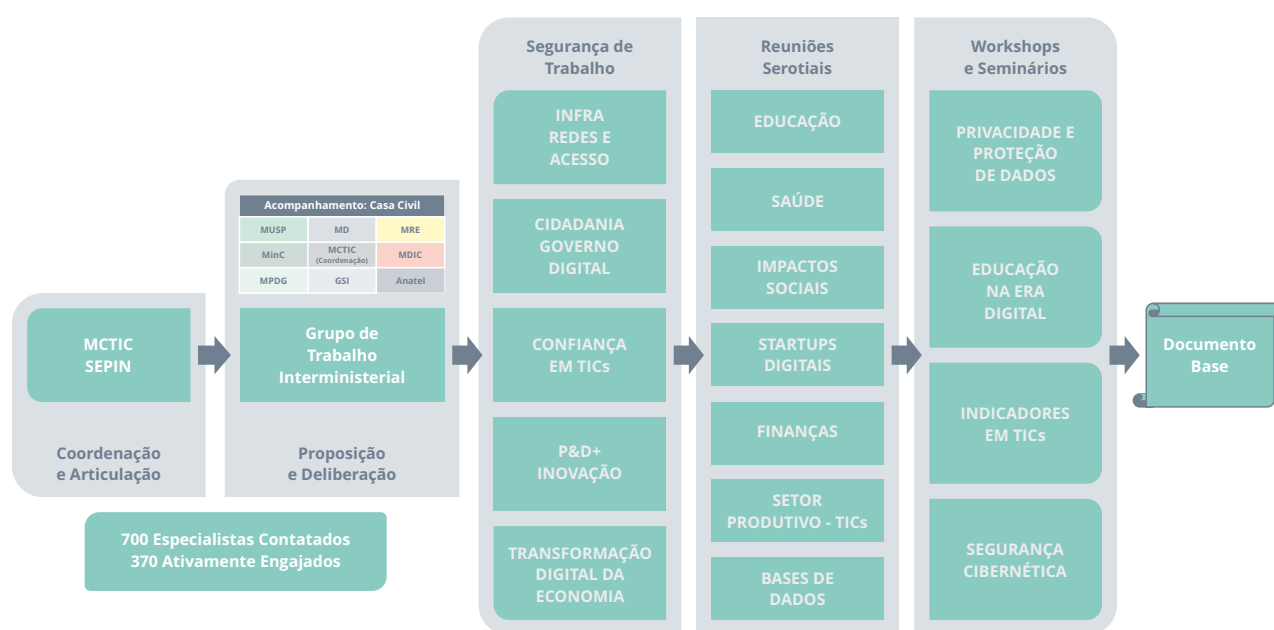 MCTIC
SEPIN
Coordenação
e Articulação
Acompanhamento: Casa Civil
MUSP MD MRE
MinC MCTIC MDIC
(Coordenação)
MPDG GSI Anatel
Grupo de
Trabalho
Interministerial
Proposição
e Deliberação
700 Especialistas Contatados
370 Ativamente Engajados
Segurança de
Trabalho
INFRA
REDES E
ACESSO
CIDADANIA
GOVERNO
DIGITAL
CONFIANÇA
EM TICs
P&D+
INOVAÇÃO
TRANSFORMAÇÃO
DIGITAL DA
ECONOMIA
Reuniões
Serotiais
EDUCAÇÃO
SAÚDE
IMPACTOS
SOCIAIS
STARTUPS
DIGITAIS
FINANÇAS
SETOR
PRODUTIVO - TICs
BASES DE
DADOS
Workshops
e Seminários
PRIVACIDADE E
PROTEÇÃO
DE DADOS
EDUCAÇÃO
NA ERA
DIGITAL
INDICADORES
EM TICs
SEGURANÇA
CIBERNÉTICA
Documento
Base